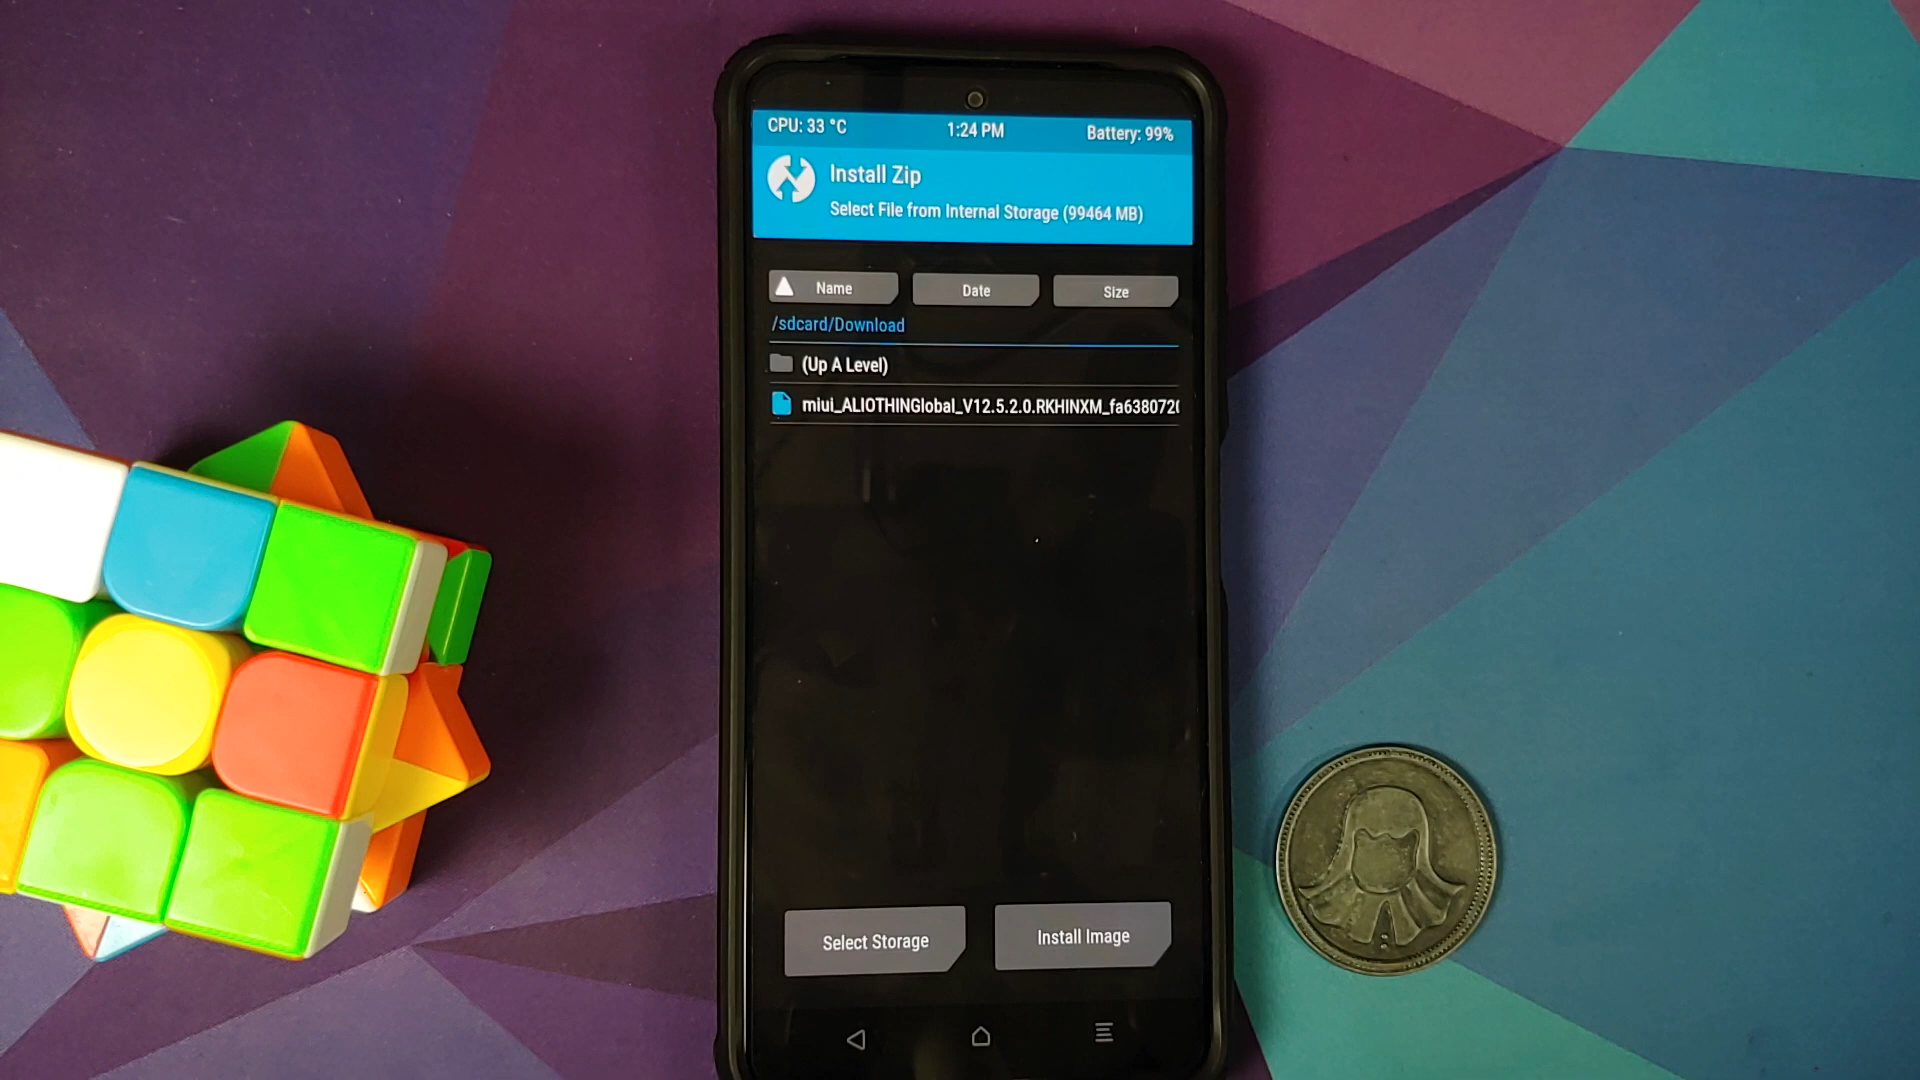 CPU: 33 °C 1:24 PM Battery: 99%
Install Zip
Select File from Internal Storage (99464 MB)
Name Date Size
/sdcard/Download
(Up A Level)
miui_ALIOTHINGlobal_V12.5.2.0.RKHINXM_fa6380720
Select Storage Install Image